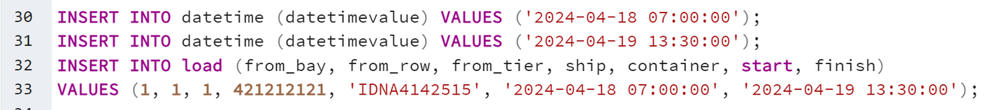 30 INSERT INTO datetime (datetimevalue) VALUES ('2024-04-18 07:00:00');
31 INSERT INTO datetime (datetimevalue) VALUES ('2024-04-19 13:30:00');
32 INSERT INTO load (from_bay, from_row, from_tier, ship, container, start, finish)
33 VALUES (1, 1, 1, 421212121, 'IDNA4142515', '2024-04-18 07:00:00', '2024-04-19 13:30:00');